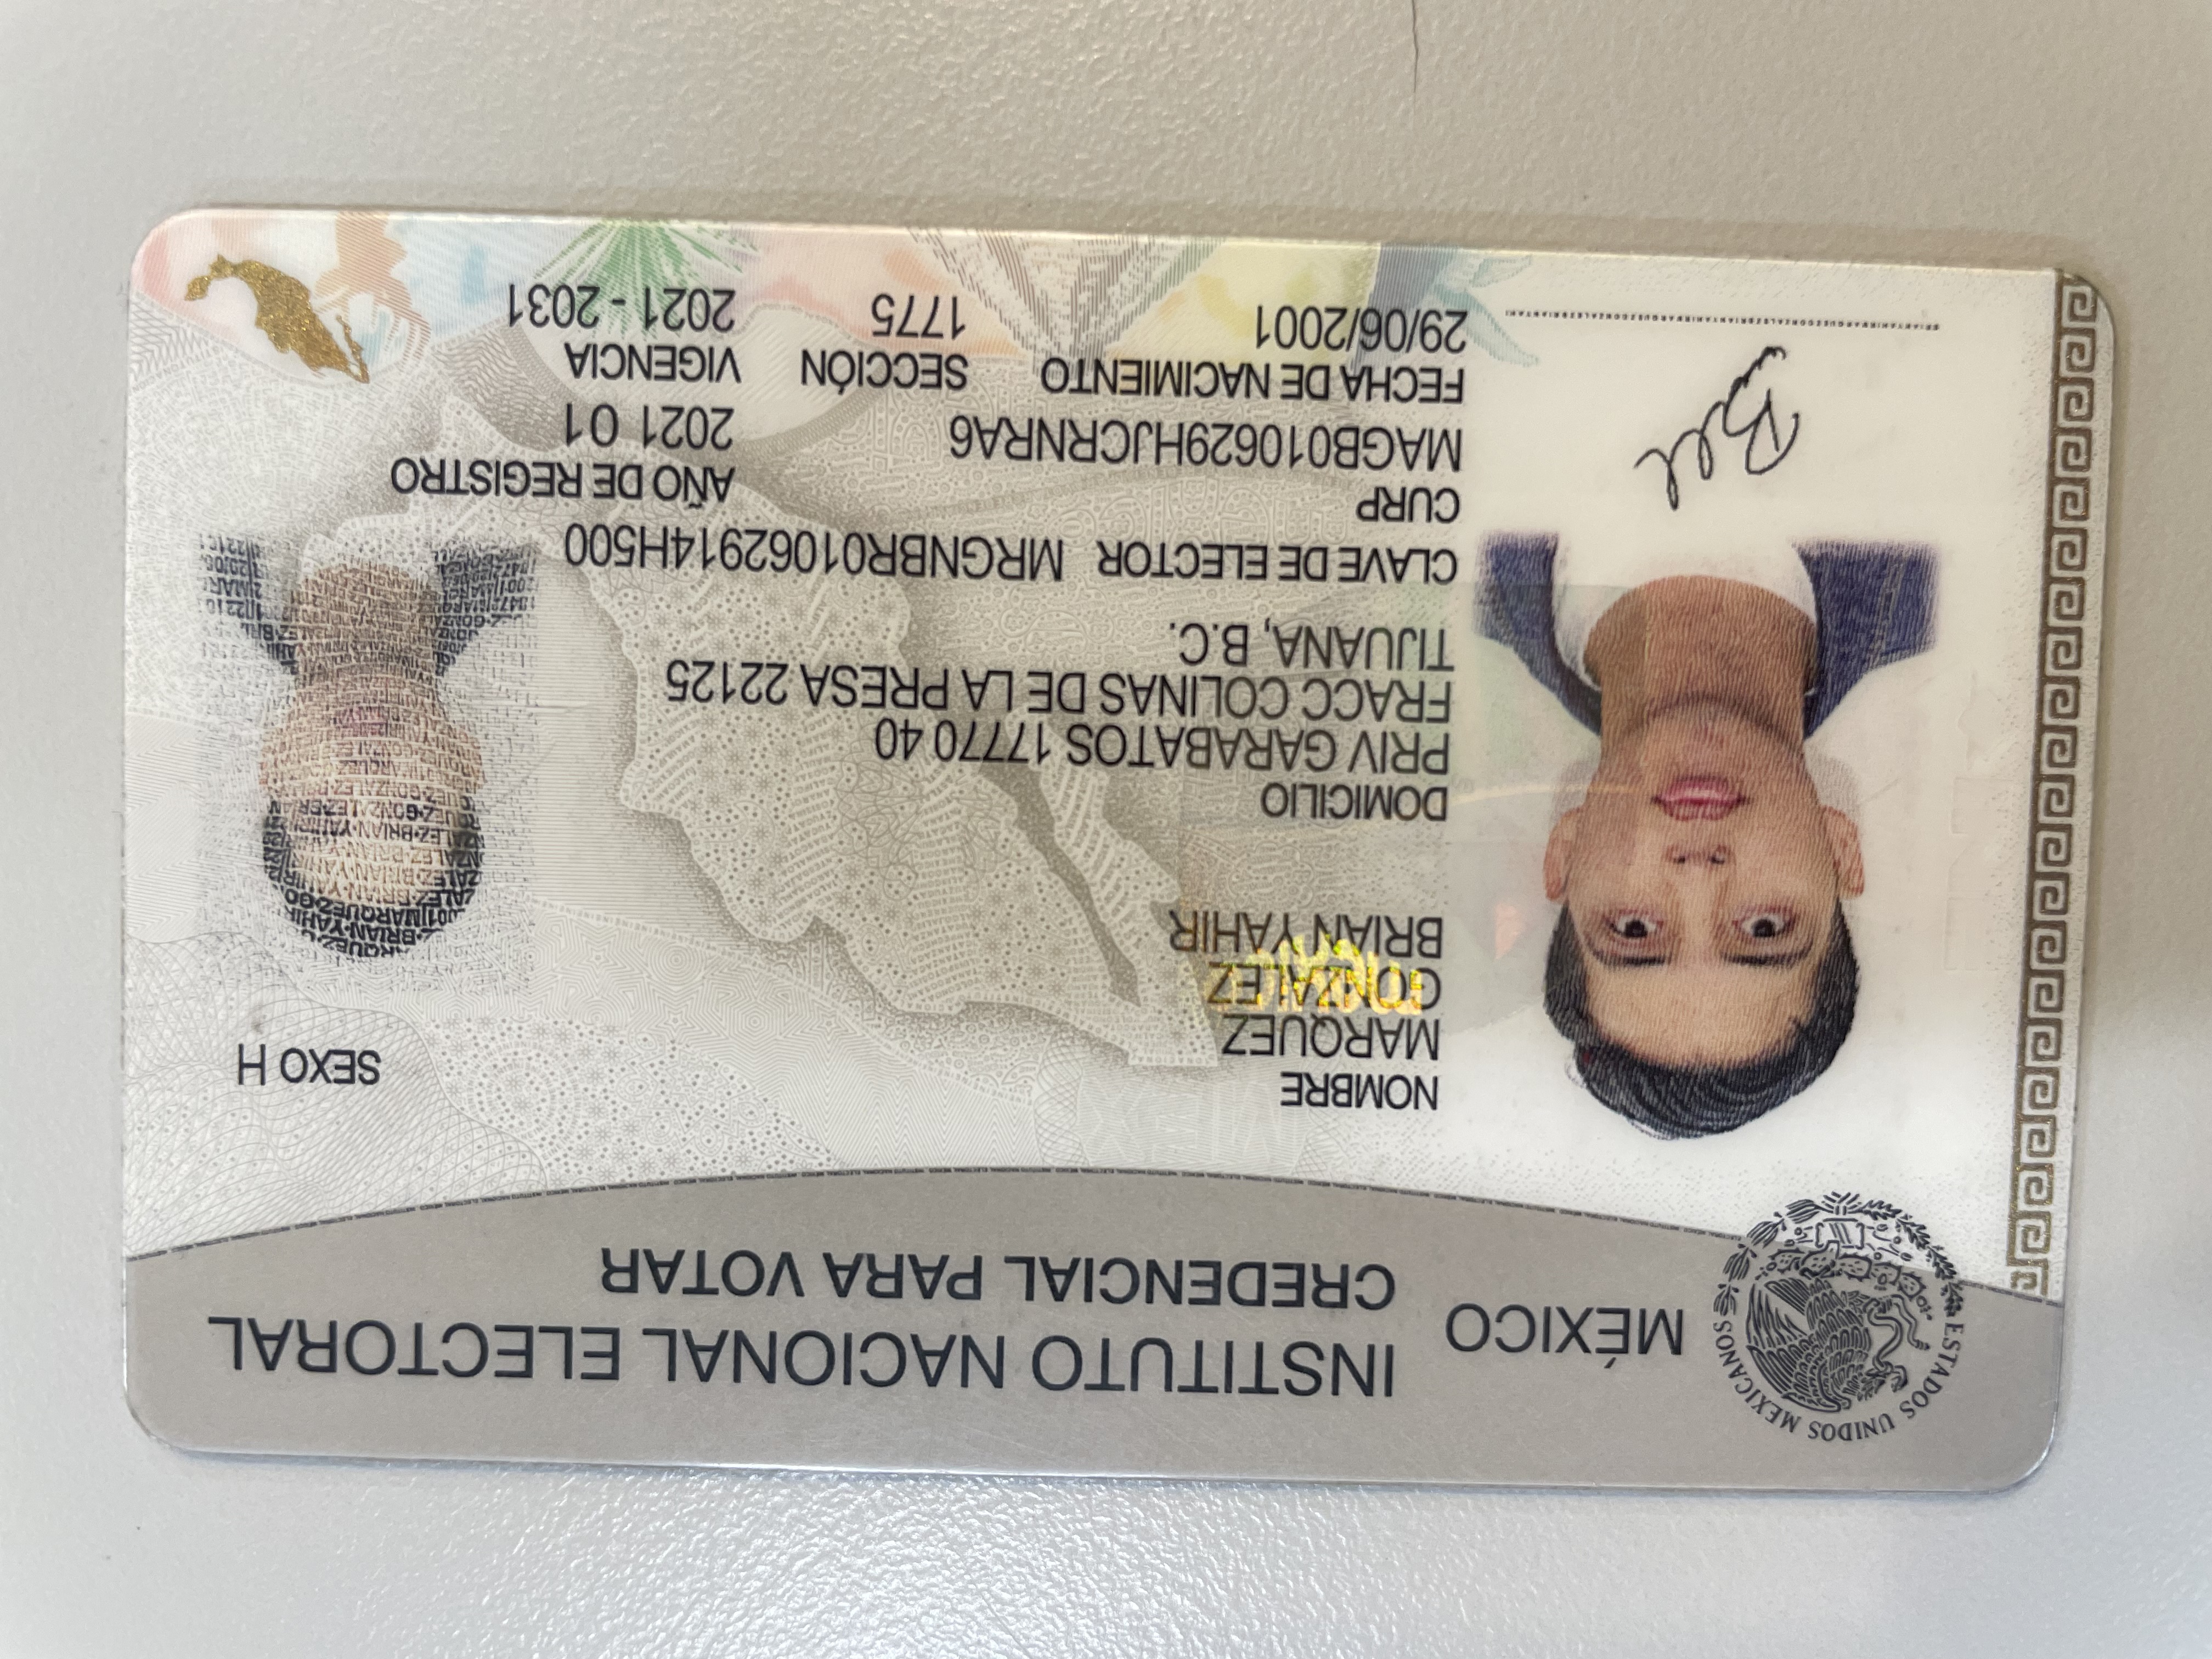 MÉXICO
INSTITUTO NACIONAL ELECTORAL
CREDENCIAL PARA VOTAR
ESTADOS UNIDOS MEXICANOS
NOMBRE
MARQUEZ
GONZALEZ
BRIAN YAHIR
SEXO H
DOMICILIO
PRIV GARABATOS 17770 40
FRACC COLINAS DE LA PRESA 22125
TIJUANA, B.C.
CLAVE DE ELECTOR MRGNBR01062914H500
CURP
MAGB010629HJCRNRA6
AÑO DE REGISTRO
2021 01
FECHA DE NACIMIENTO
29/06/2001
SECCIÓN
1775
VIGENCIA
2021 - 2031